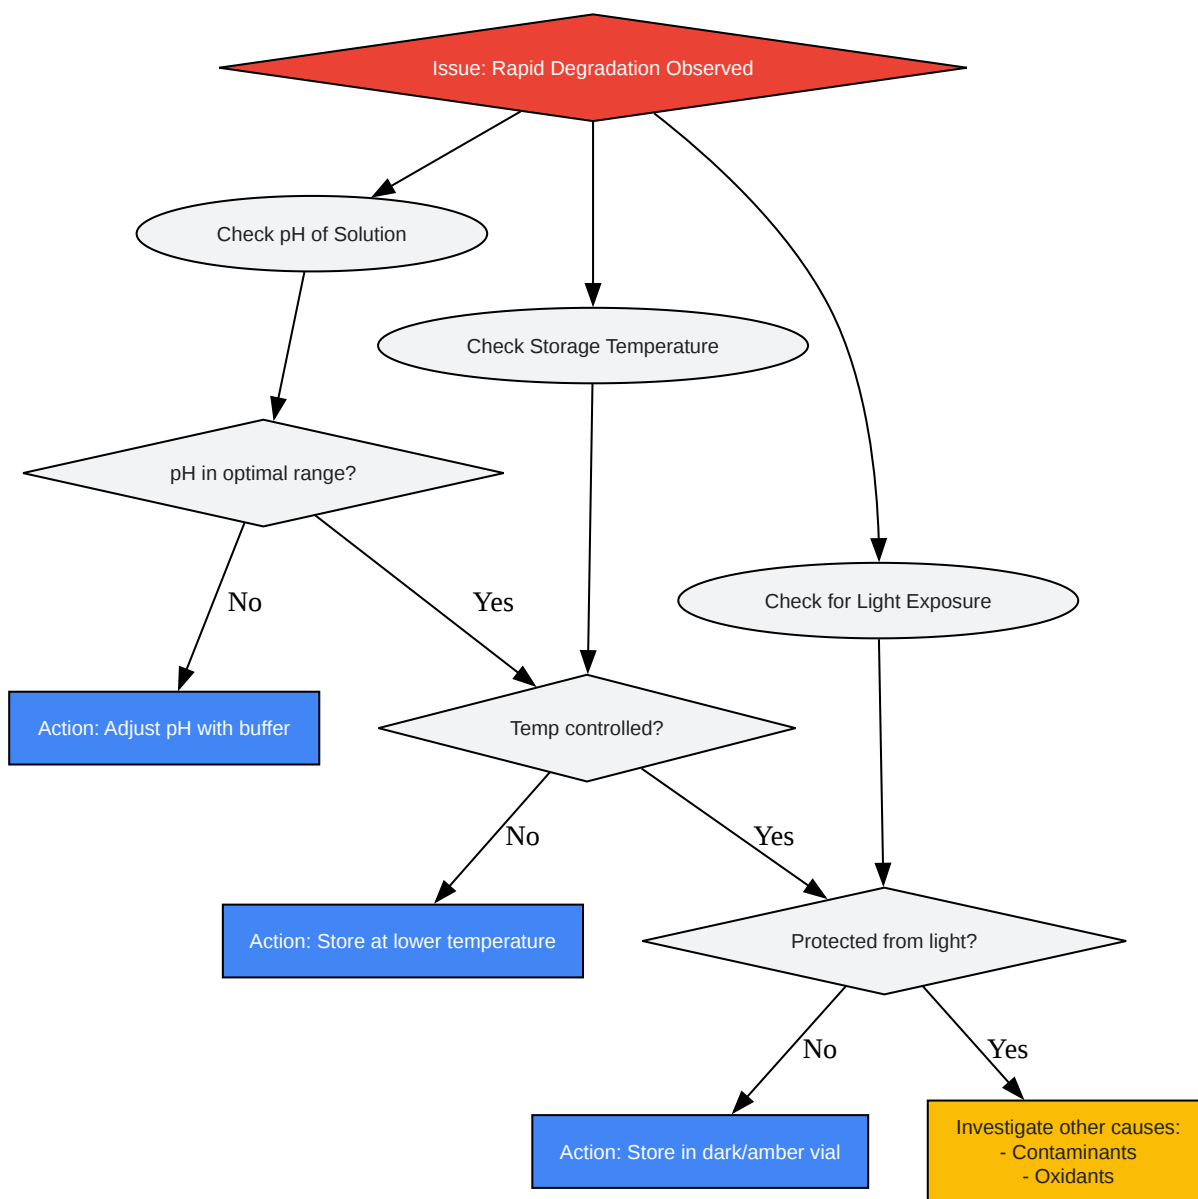 Issue: Rapid Degradation Observed
Check pH of Solution
Check Storage Temperature
pH in optimal range?
No
Yes
Check for Light Exposure
Action: Adjust pH with buffer
Temp controlled?
No
Yes
Action: Store at lower temperature
Protected from light?
No
Yes
Action: Store in dark/amber vial
Investigate other causes:
- Contaminants
- Oxidants